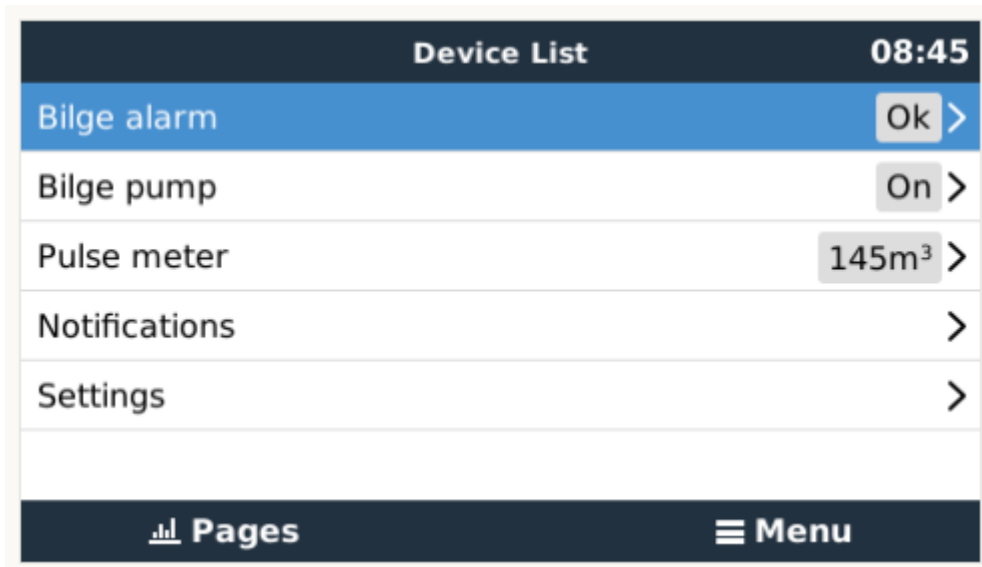 Device List 08:45
Bilge alarm Ok
Bilge pump On
Pulse meter 145m³
Notifications
Settings
Pages Menu